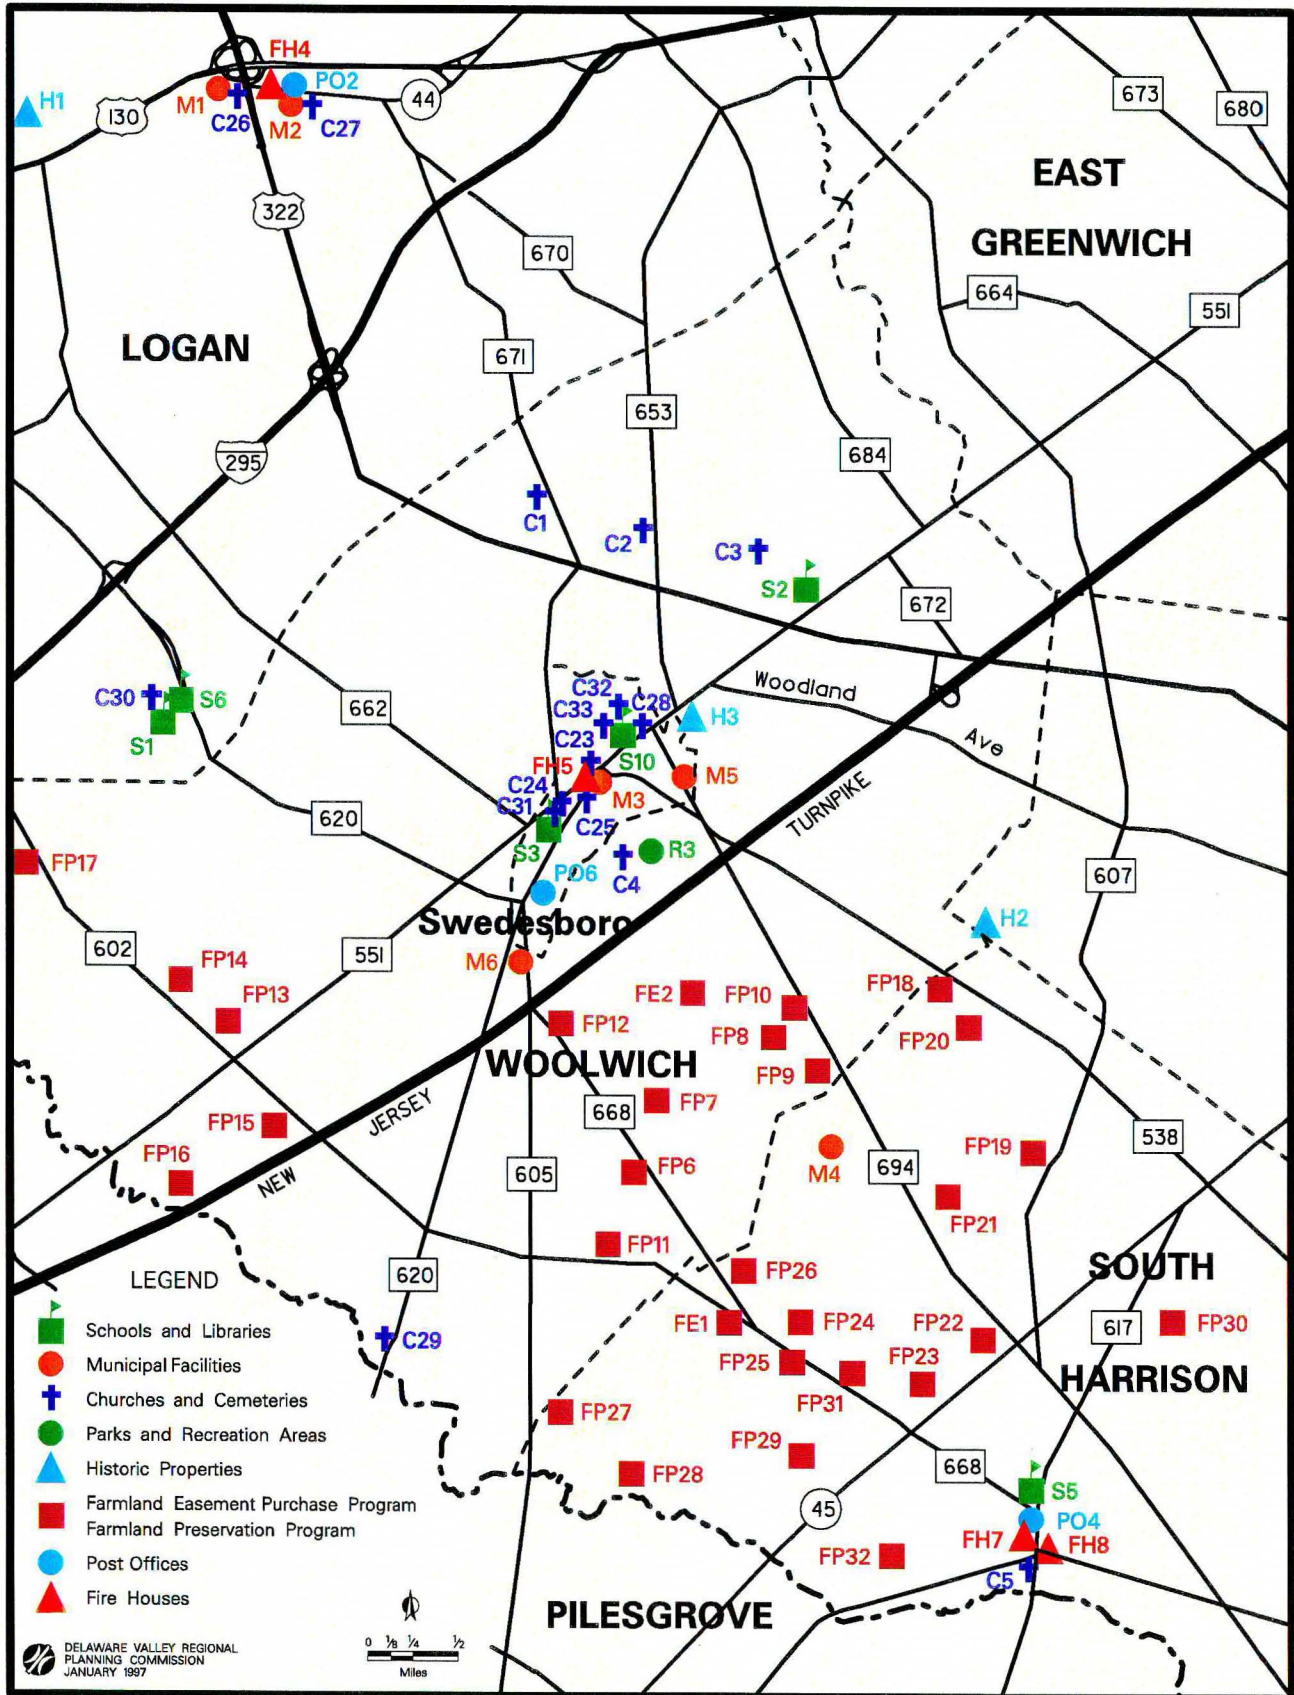 FH4
H1
PO2
M1
C26
M2
C27
130
44
673
680
EAST
GREENWICH
322
670
664
551
LOGAN
671
653
684
295
C1
C2
C3
S2
672
C30
S6
S1
662
C32
C33
C28
H3
Woodland
Ave
C23
S10
FH5
M3
M5
C24
C31
C25
S3
R3
C4
PO6
TURNPIKE
620
FP17
607
Swedesboro
H2
602
551
M6
FP14
FP13
FE2
FP10
FP18
FP12
FP8
FP20
FP9
WOOLWICH
FP7
JERSEY
668
FP15
FP16
NEW
605
FP6
M4
694
FP19
538
FP21
FP11
620
FP26
SOUTH
HARRISON
LEGEND
Schools and Libraries
Municipal Facilities
Churches and Cemeteries
Parks and Recreation Areas
Historic Properties
Farmland Easement Purchase Program
Farmland Preservation Program
Post Offices
Fire Houses
C29
FE1
FP24
FP22
617
FP30
FP25
FP23
FP31
FP27
FP29
FP28
668
45
S5
PO4
FH7
FH8
FP32
C5
PILESGROVE
DELAWARE VALLEY REGIONAL
PLANNING COMMISSION
JANUARY 1997
0 1/8 1/4 1/2
Miles